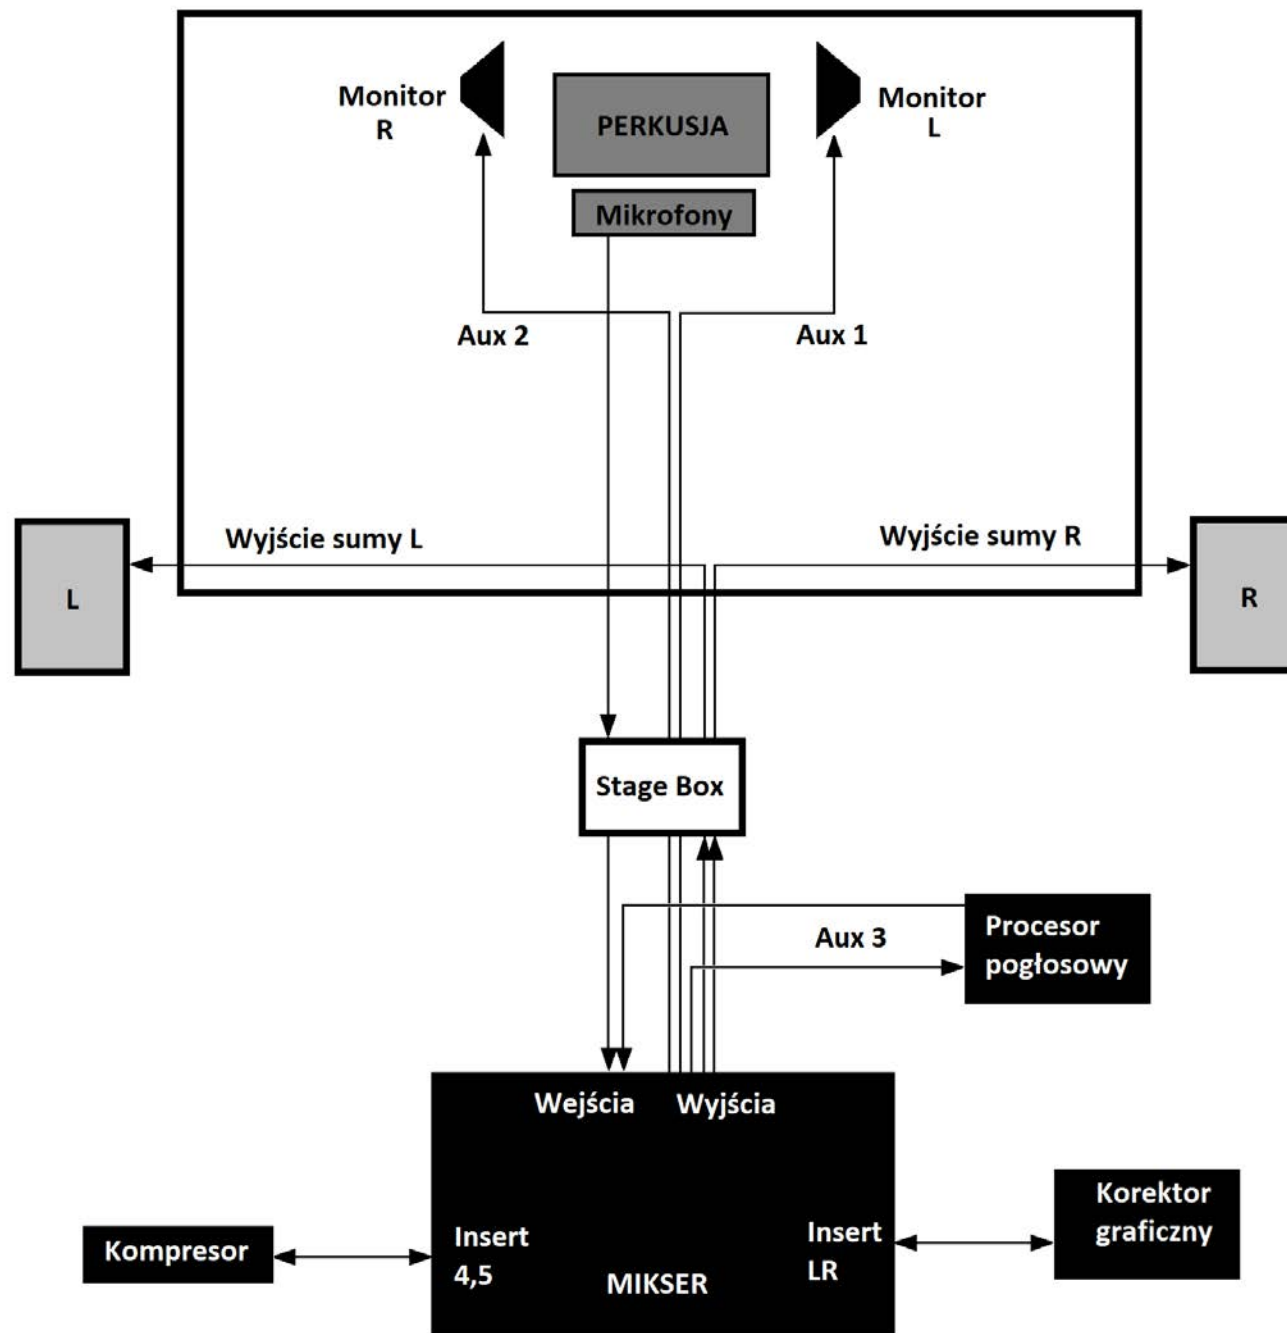 Monitor
R
PERKUSJA
Monitor
L
Mikrofony
Aux 2
Aux 1
Wyjście sumy L
Wyjście sumy R
L
R
Stage Box
Aux 3
Procesor
pogłosowy
Wejścia
Wyjścia
Kompresor
Insert
4,5
MIKSER
Insert
LR
Korektor
graficzny